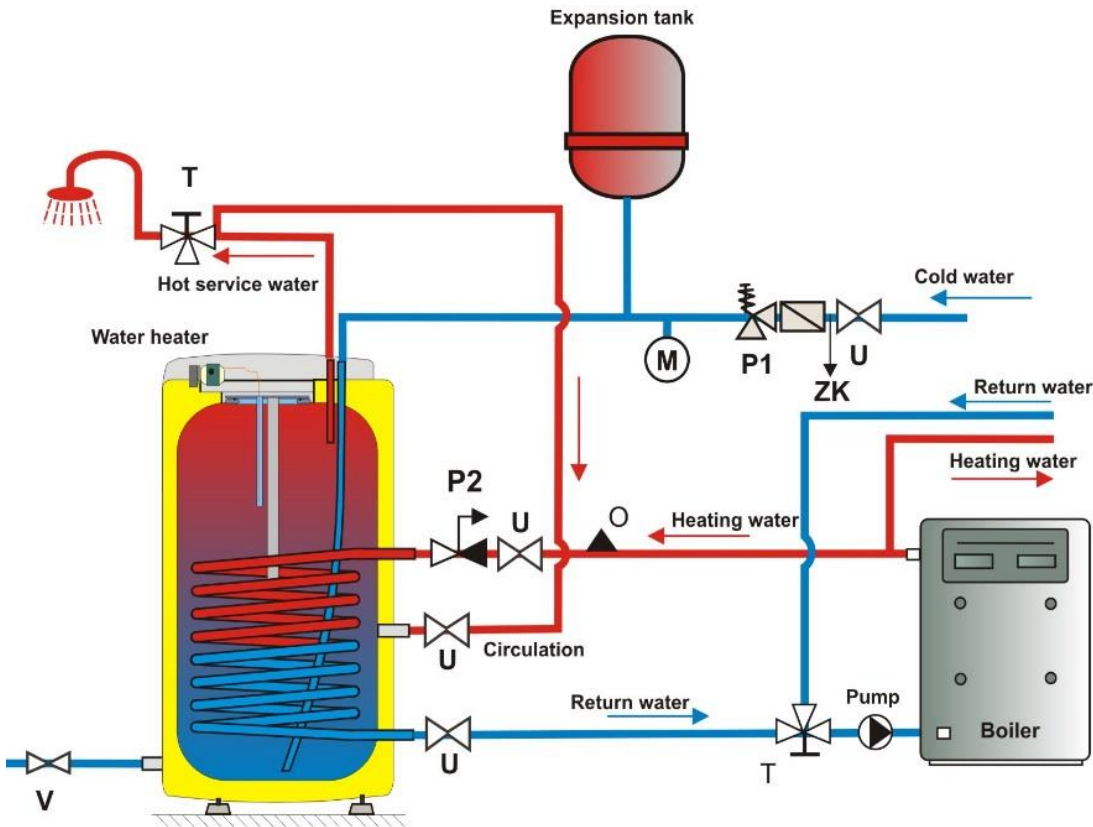 Expansion tank
T
Hot service water
Cold water
Water heater
M
P1
U
ZK
Return water
Heating water
P2
U
O
Heating water
U
Circulation
Return water
Pump
Boiler
U
T
V